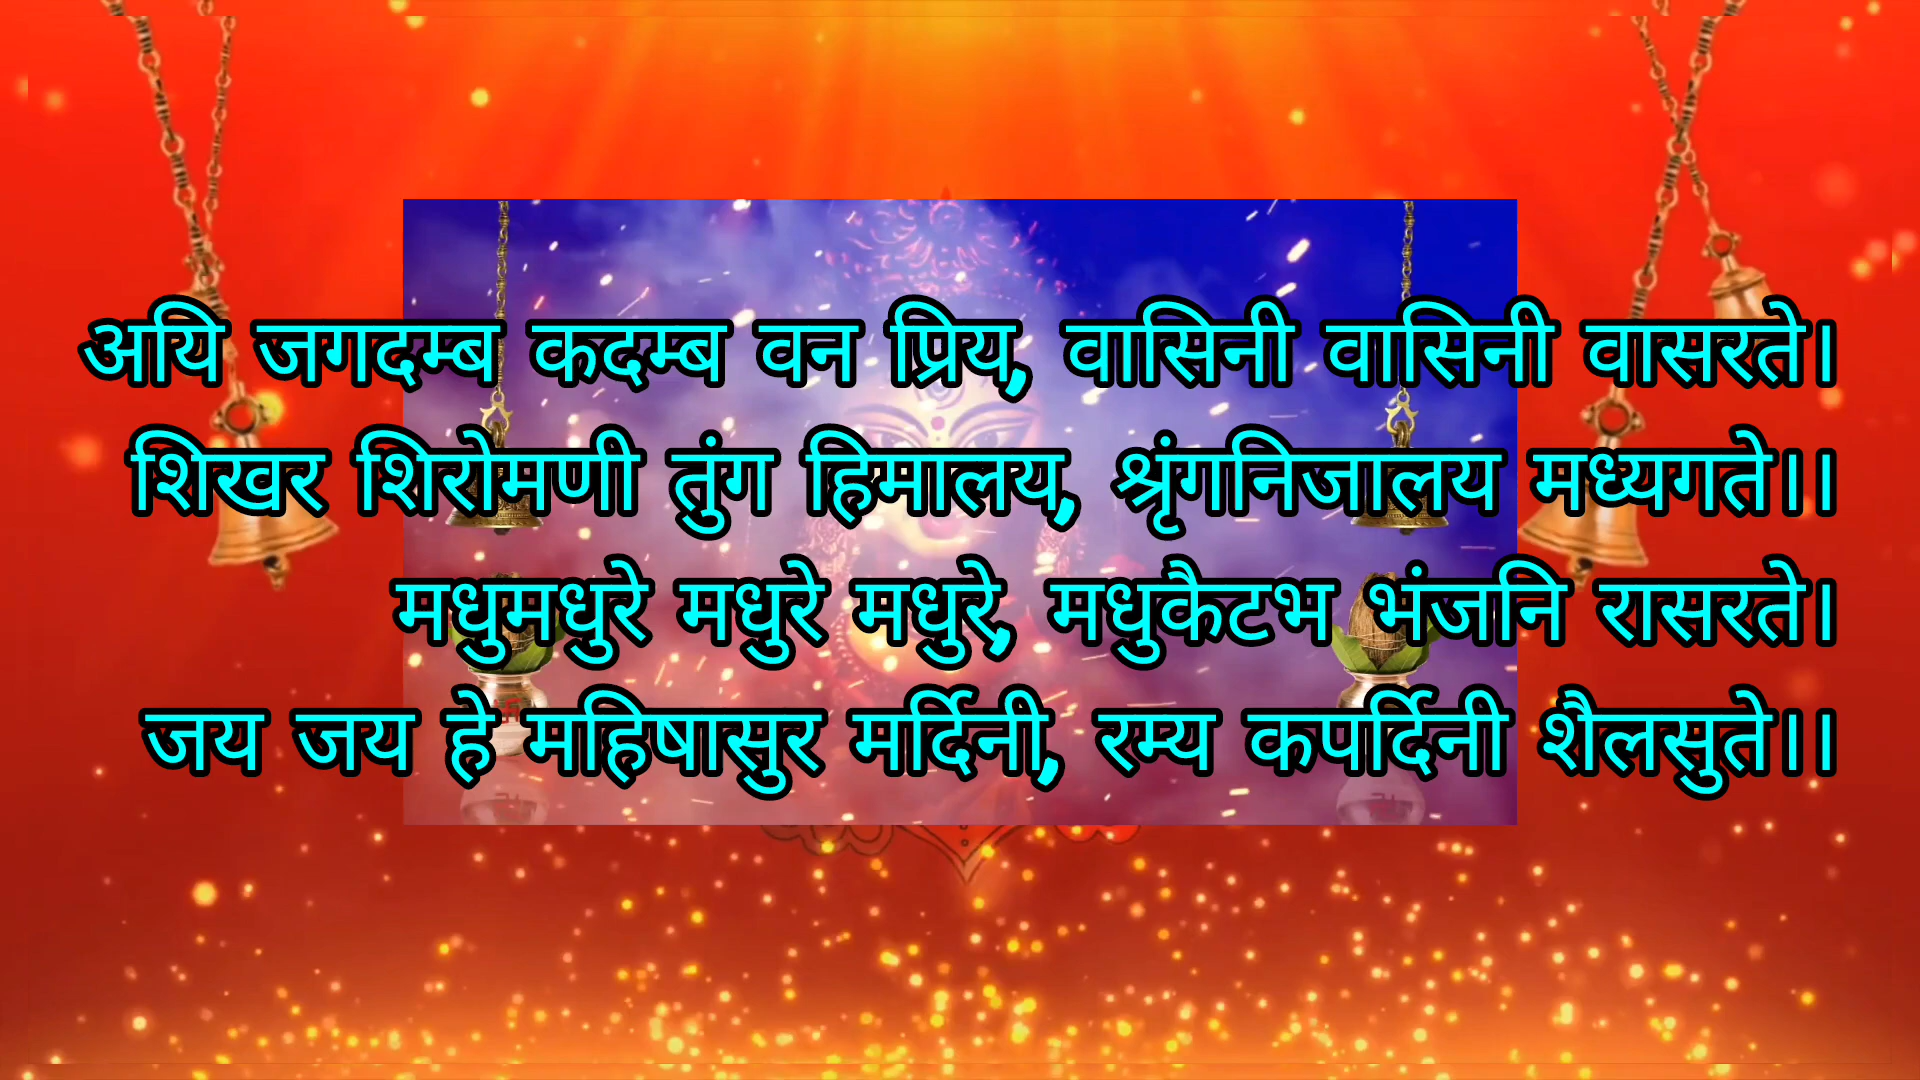 अयि जगदम्ब कदम्ब वन प्रिय, वासिनी वासिनी वासरते।
शिखर शिरोमणी तुंग हिमालय, श्रृंगनिजालय मध्यगते।।
मधुमधुरे मधुरे मधुरे, मधुकैटभ भंजनि रासरते।
जय जय हे महिषासुर मर्दिनी, रम्य कपर्दिनी शैलसुते।।